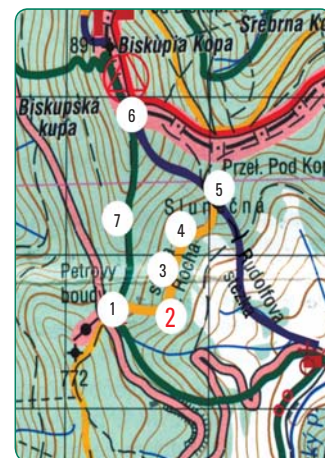 Srebrna K
891
Biskupia Kopa
Biskupská
kupa
6
Przeł. Pod Kop
5
Slunečná
7
4
3
Rocha
Rudolfova
Petrovy
boudy
1
2
772